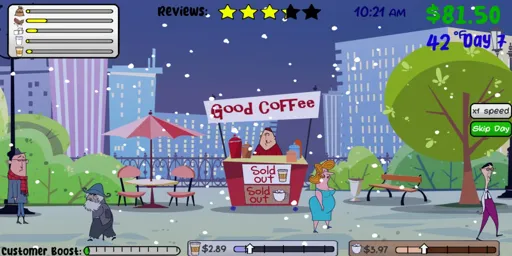 Reviews:
10:21 AM
$81.50
42°
Day 7
x1 speed
Skip Day
Good Coffee
Sold out
Sold out
Customer Boost:
$2.89
$3.97